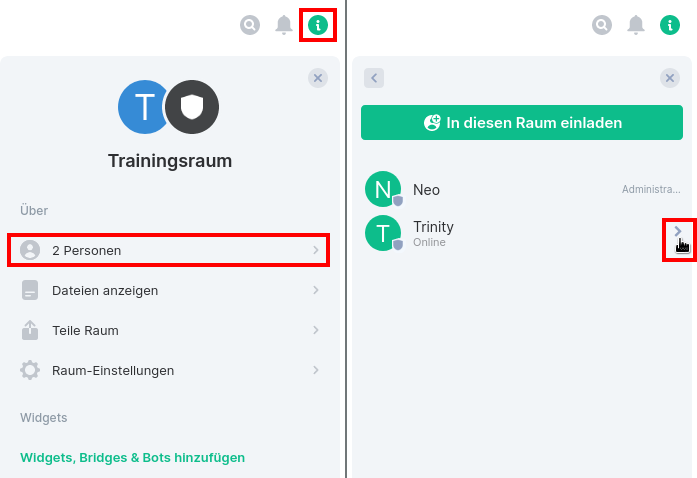 T
Trainingsraum
Über
2 Personen
Dateien anzeigen
Teile Raum
Raum-Einstellungen
Widgets
Widgets, Bridges & Bots hinzufügen
In diesen Raum einladen
N
Neo
Administra...
T
Trinity
Online